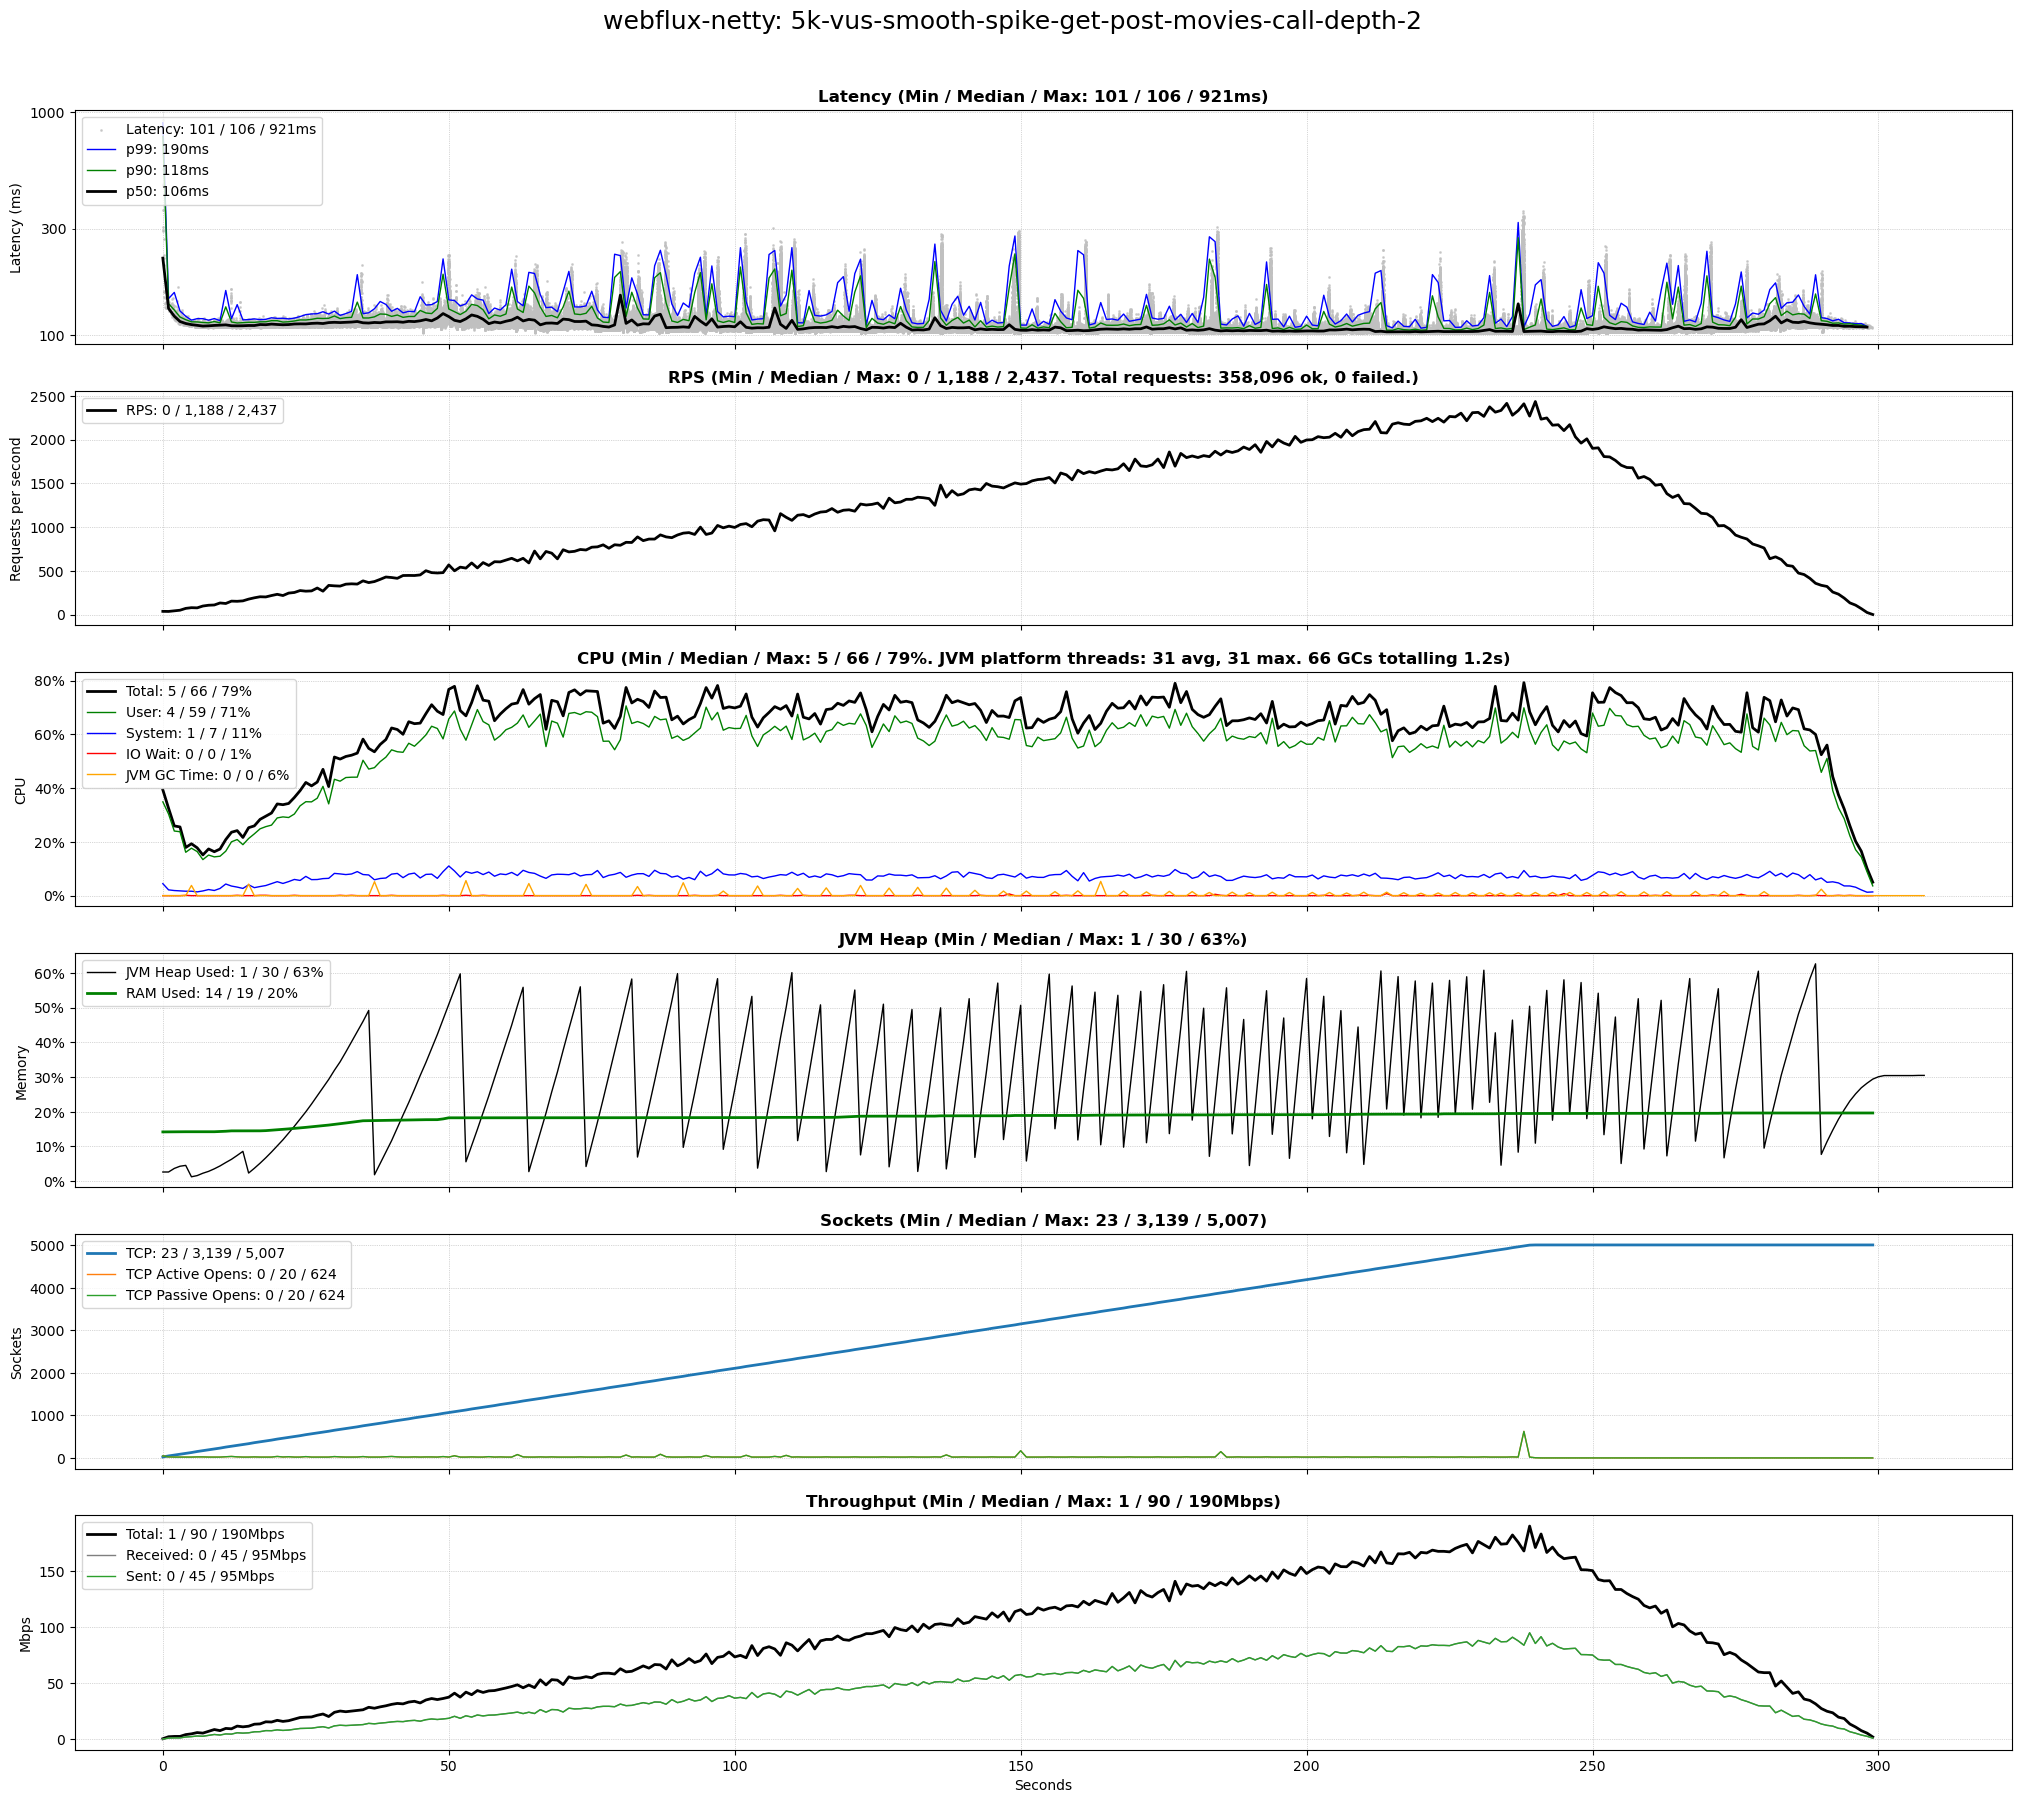 webflux-netty: 5k-vus-smooth-spike-get-post-movies-call-depth-2
Latency (Min / Median / Max: 101 / 106 / 921ms)
Latency (ms)
1000
300
100
Latency: 101 / 106 / 921ms
p99: 190ms
p90: 118ms
p50: 106ms
RPS (Min / Median / Max: 0 / 1,188 / 2,437. Total requests: 358,096 ok, 0 failed.)
Requests per second
2500
2000
1500
1000
500
0
RPS: 0 / 1,188 / 2,437
CPU (Min / Median / Max: 5 / 66 / 79%. JVM platform threads: 31 avg, 31 max. 66 GCs totalling 1.2s)
CPU
80%
60%
40%
20%
0%
Total: 5 / 66 / 79%
User: 4 / 59 / 71%
System: 1 / 7 / 11%
IO Wait: 0 / 0 / 1%
JVM GC Time: 0 / 0 / 6%
JVM Heap (Min / Median / Max: 1 / 30 / 63%)
Memory
60%
50%
40%
30%
20%
10%
0%
JVM Heap Used: 1 / 30 / 63%
RAM Used: 14 / 19 / 20%
Sockets (Min / Median / Max: 23 / 3,139 / 5,007)
Sockets
5000
4000
3000
2000
1000
0
TCP: 23 / 3,139 / 5,007
TCP Active Opens: 0 / 20 / 624
TCP Passive Opens: 0 / 20 / 624
Throughput (Min / Median / Max: 1 / 90 / 190Mbps)
Mbps
150
100
50
0
Total: 1 / 90 / 190Mbps
Received: 0 / 45 / 95Mbps
Sent: 0 / 45 / 95Mbps
0 50 100 150 200 250 300
Seconds